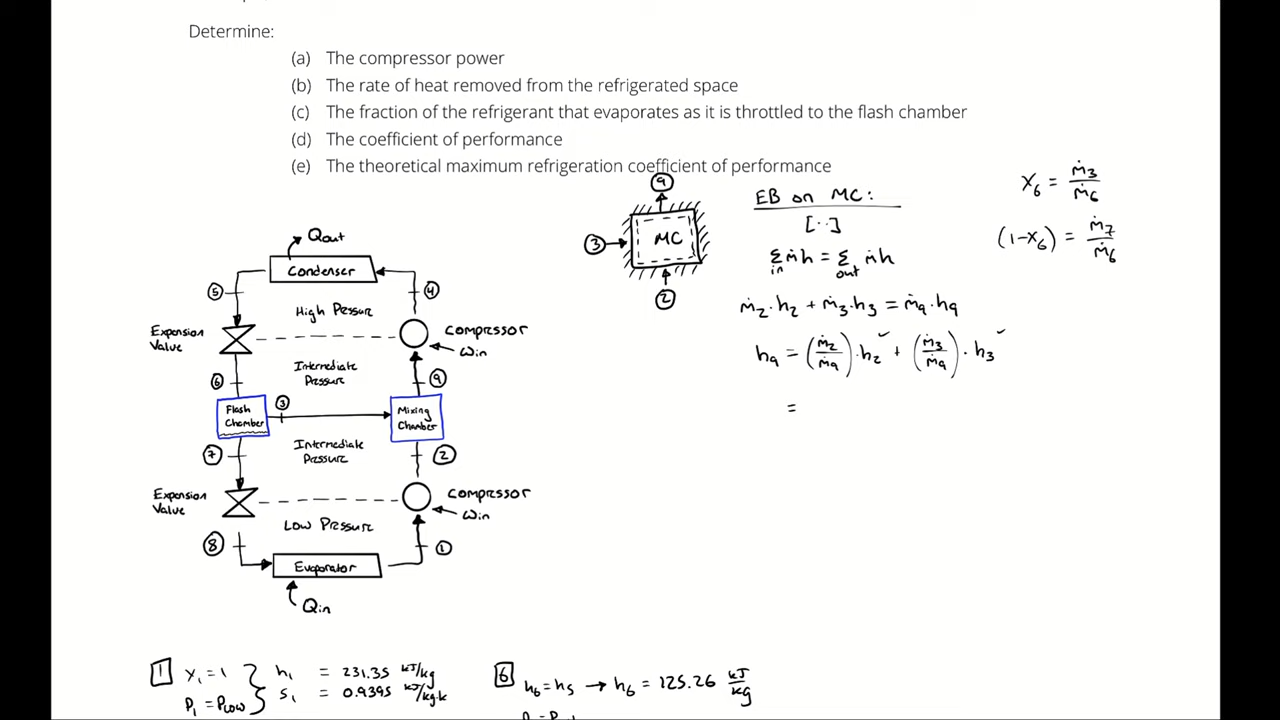 Determine:
(a) The compressor power
(b) The rate of heat removed from the refrigerated space
(c) The fraction of the refrigerant that evaporates as it is throttled to the flash chamber
(d) The coefficient of performance
(e) The theoretical maximum refrigeration coefficient of performance
9
3
MC
2
EB on MC:
[··]
Σ ṁh = Σ ṁh
in out
ṁ2·h2 + ṁ3·h3 = ṁ9·h9
h9 = (ṁ2/ṁ9)·h2 + (ṁ3/ṁ9)·h3
=
x6 = ṁ3/ṁ6
(1-x6) = ṁ7/ṁ6
Qout
Condenser
5
4
High Pressure
Expansion
Valve
Compressor
Win
Intermediate
Pressure
6
9
Flash
Chamber
3
Mixing
Chamber
Intermediate
Pressure
7
2
Expansion
Valve
Compressor
Win
Low Pressure
8
1
Evaporator
Qin
1
x1 = 1
P1 = PLOW
h1 = 231.35 kJ/kg
s1 = 0.9395 kJ/kg·K
6
h6 = h5 → h6 = 125.26 kJ/kg